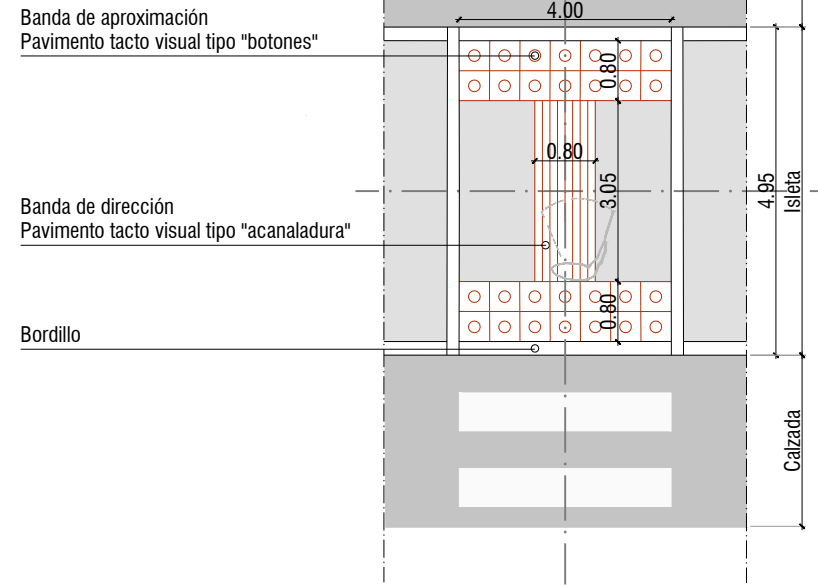 Banda de aproximación
Pavimento tacto visual tipo "botones"
4.00
0.80
0.80
3.05
4.95
Isleta
Banda de dirección
Pavimento tacto visual tipo "acanaladura"
0.80
Bordillo
Calzada